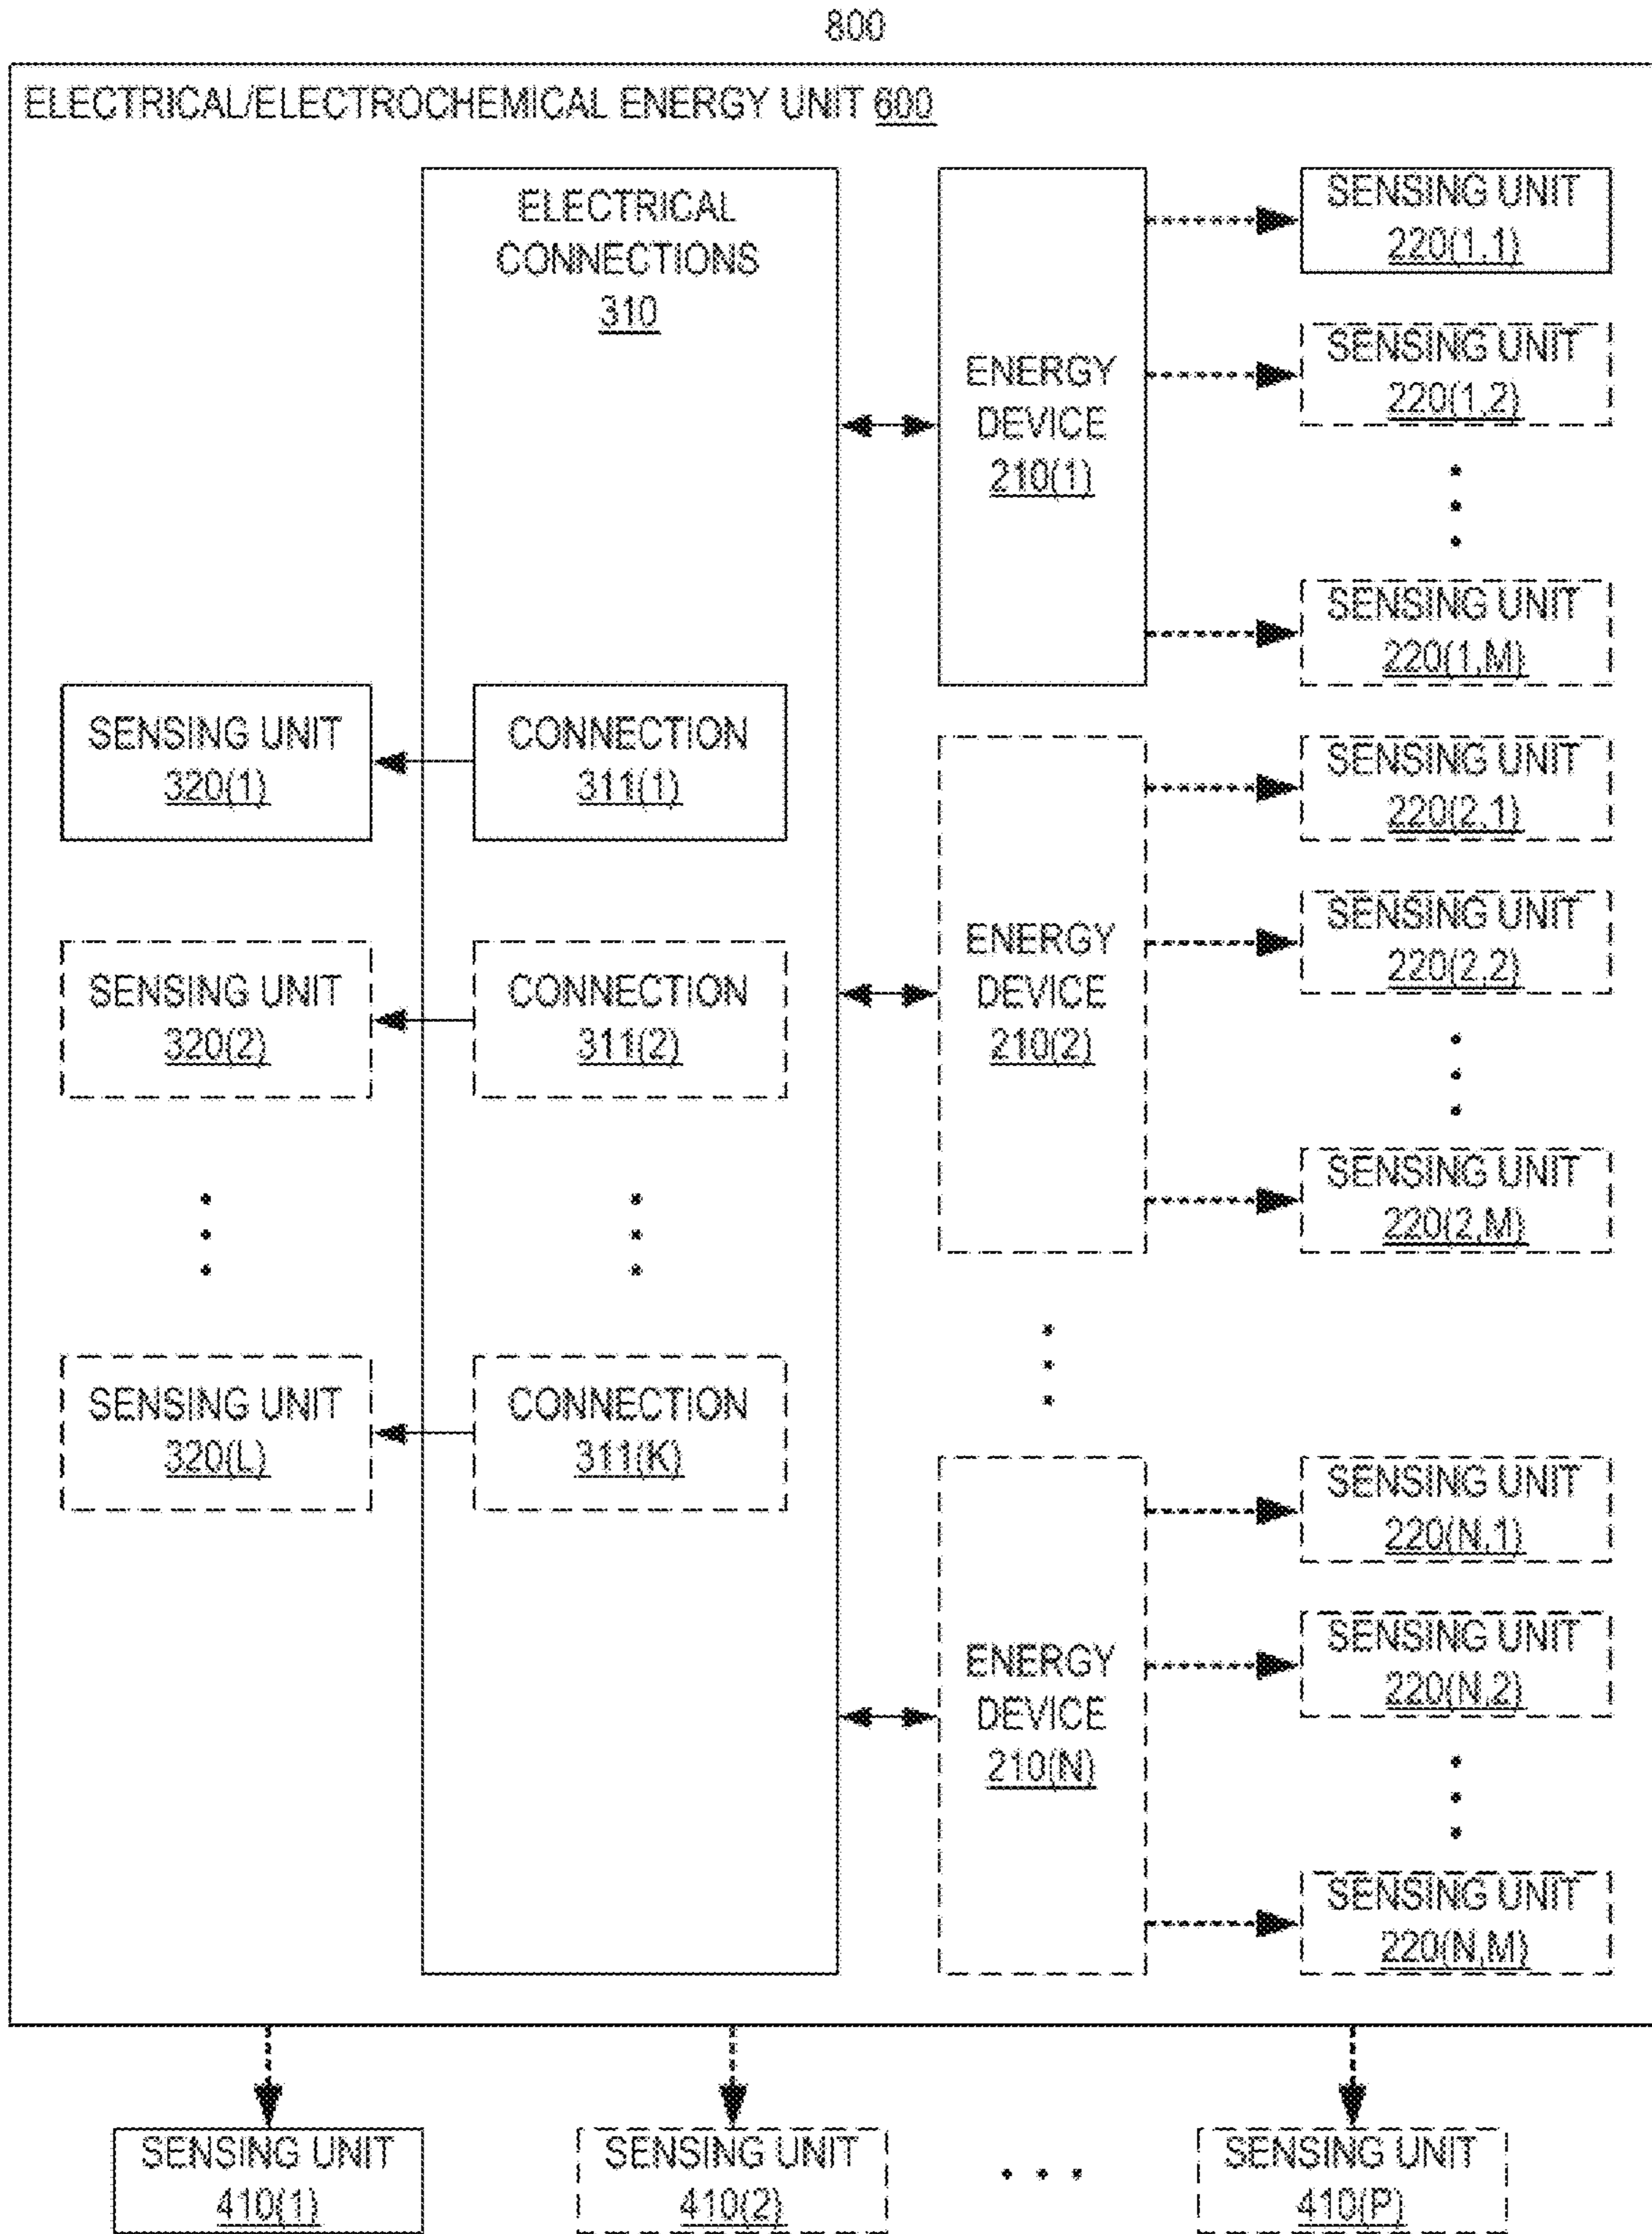 800
ELECTRICAL/ELECTROCHEMICAL ENERGY UNIT 600
ELECTRICAL
CONNECTIONS
310
SENSING UNIT
320(1)
CONNECTION
311(1)
SENSING UNIT
320(2)
CONNECTION
311(2)
SENSING UNIT
320(L)
CONNECTION
311(K)
ENERGY
DEVICE
210(1)
SENSING UNIT
220(1,1)
SENSING UNIT
220(1,2)
SENSING UNIT
220(1,M)
ENERGY
DEVICE
210(2)
SENSING UNIT
220(2,1)
SENSING UNIT
220(2,2)
SENSING UNIT
220(2,M)
ENERGY
DEVICE
210(N)
SENSING UNIT
220(N,1)
SENSING UNIT
220(N,2)
SENSING UNIT
220(N,M)
SENSING UNIT
410(1)
SENSING UNIT
410(2)
SENSING UNIT
410(P)